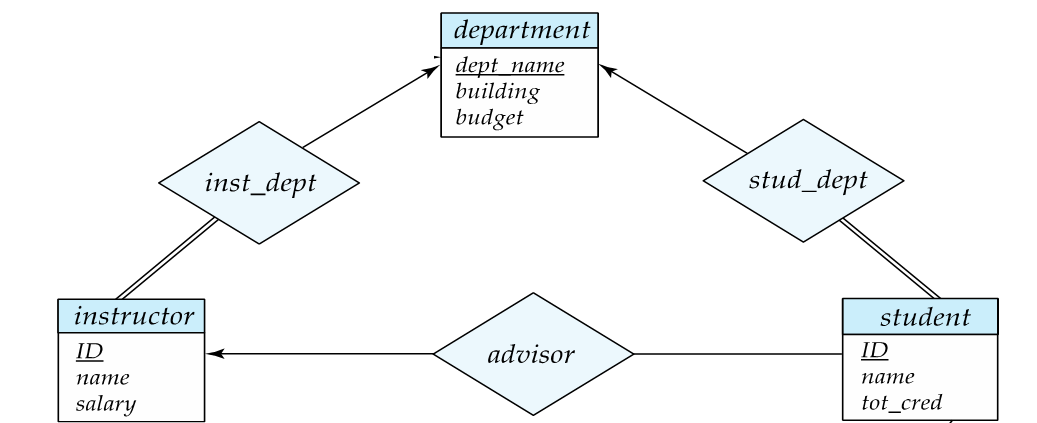 department
dept_name
building
budget
inst_dept
stud_dept
instructor
ID
name
salary
advisor
student
ID
name
tot_cred